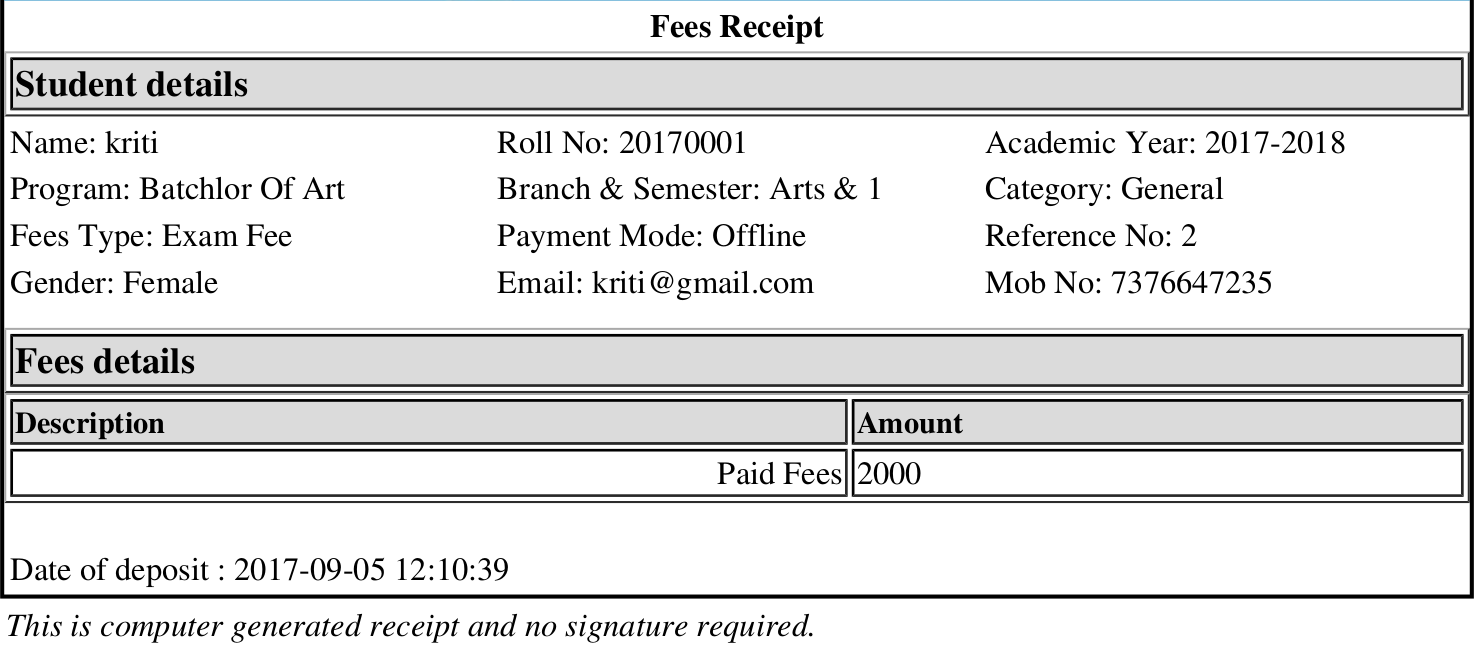 Fees Receipt
Student details
Name: kriti Roll No: 20170001 Academic Year: 2017-2018
Program: Batchlor Of Art Branch & Semester: Arts & 1 Category: General
Fees Type: Exam Fee Payment Mode: Offline Reference No: 2
Gender: Female Email: kriti@gmail.com Mob No: 7376647235
Fees details
Description Amount
Paid Fees 2000
Date of deposit : 2017-09-05 12:10:39
This is computer generated receipt and no signature required.